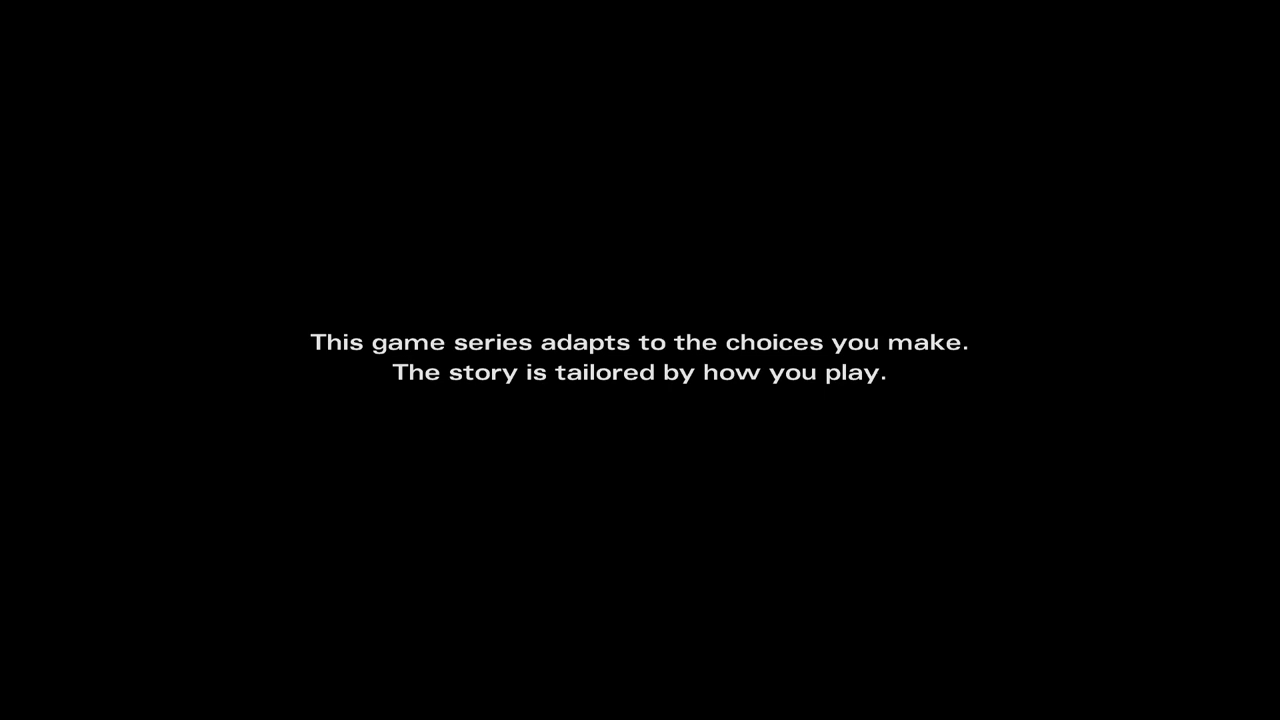 This game series adapts to the choices you make.
The story is tailored by how you play.